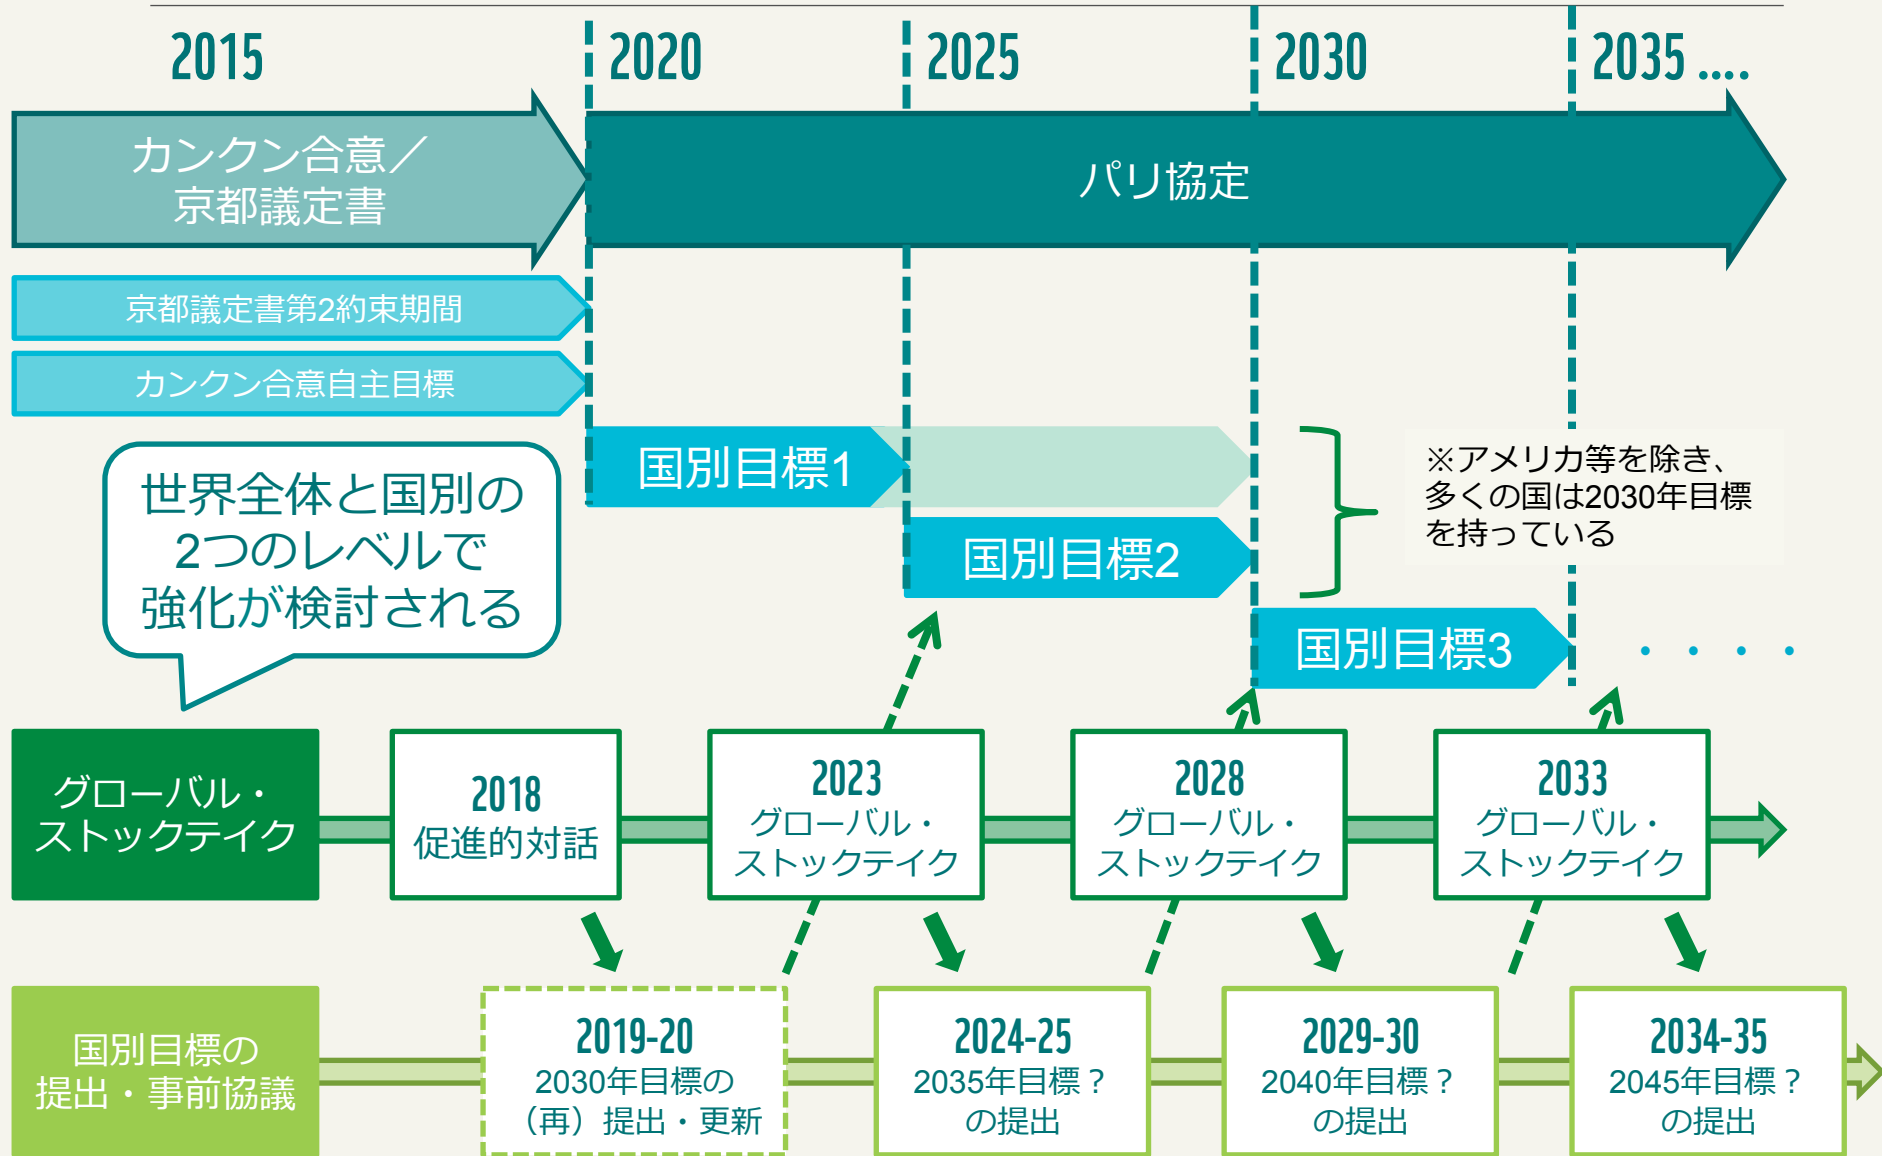 2015
2020
2025
2030
2035 ....
カンクン合意／
京都議定書
パリ協定
京都議定書第2約束期間
カンクン合意自主目標
国別目標1
国別目標2
国別目標3
・・・・
※アメリカ等を除き、
多くの国は2030年目標
を持っている
世界全体と国別の
2つのレベルで
強化が検討される
グローバル・
ストックテイク
2018
促進的対話
2023
グローバル・
ストックテイク
2028
グローバル・
ストックテイク
2033
グローバル・
ストックテイク
国別目標の
提出・事前協議
2019-20
2030年目標の
（再）提出・更新
2024-25
2035年目標？
の提出
2029-30
2040年目標？
の提出
2034-35
2045年目標？
の提出